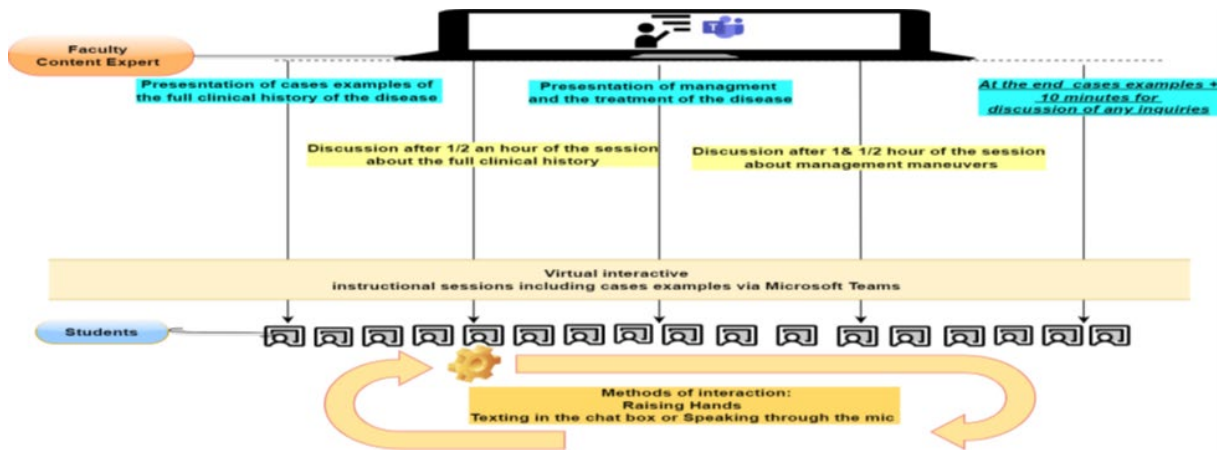 Faculty
Content Expert
T
Presesntation of cases examples of
the full clinical history of the disease
Presesntation of managment
and the treatment of the disease
At the end  cases examples +
10 minutes for
discussion of any inquiries
Discussion after 1/2 an hour of the session
about the full clinical history
Discussion after 1& 1/2 hour of the session
about management maneuvers
Virtual interactive
instructional sessions including cases examples via Microsoft Teams
Students
Methods of interaction:
Raising Hands
Texting in the chat box or Speaking through the mic